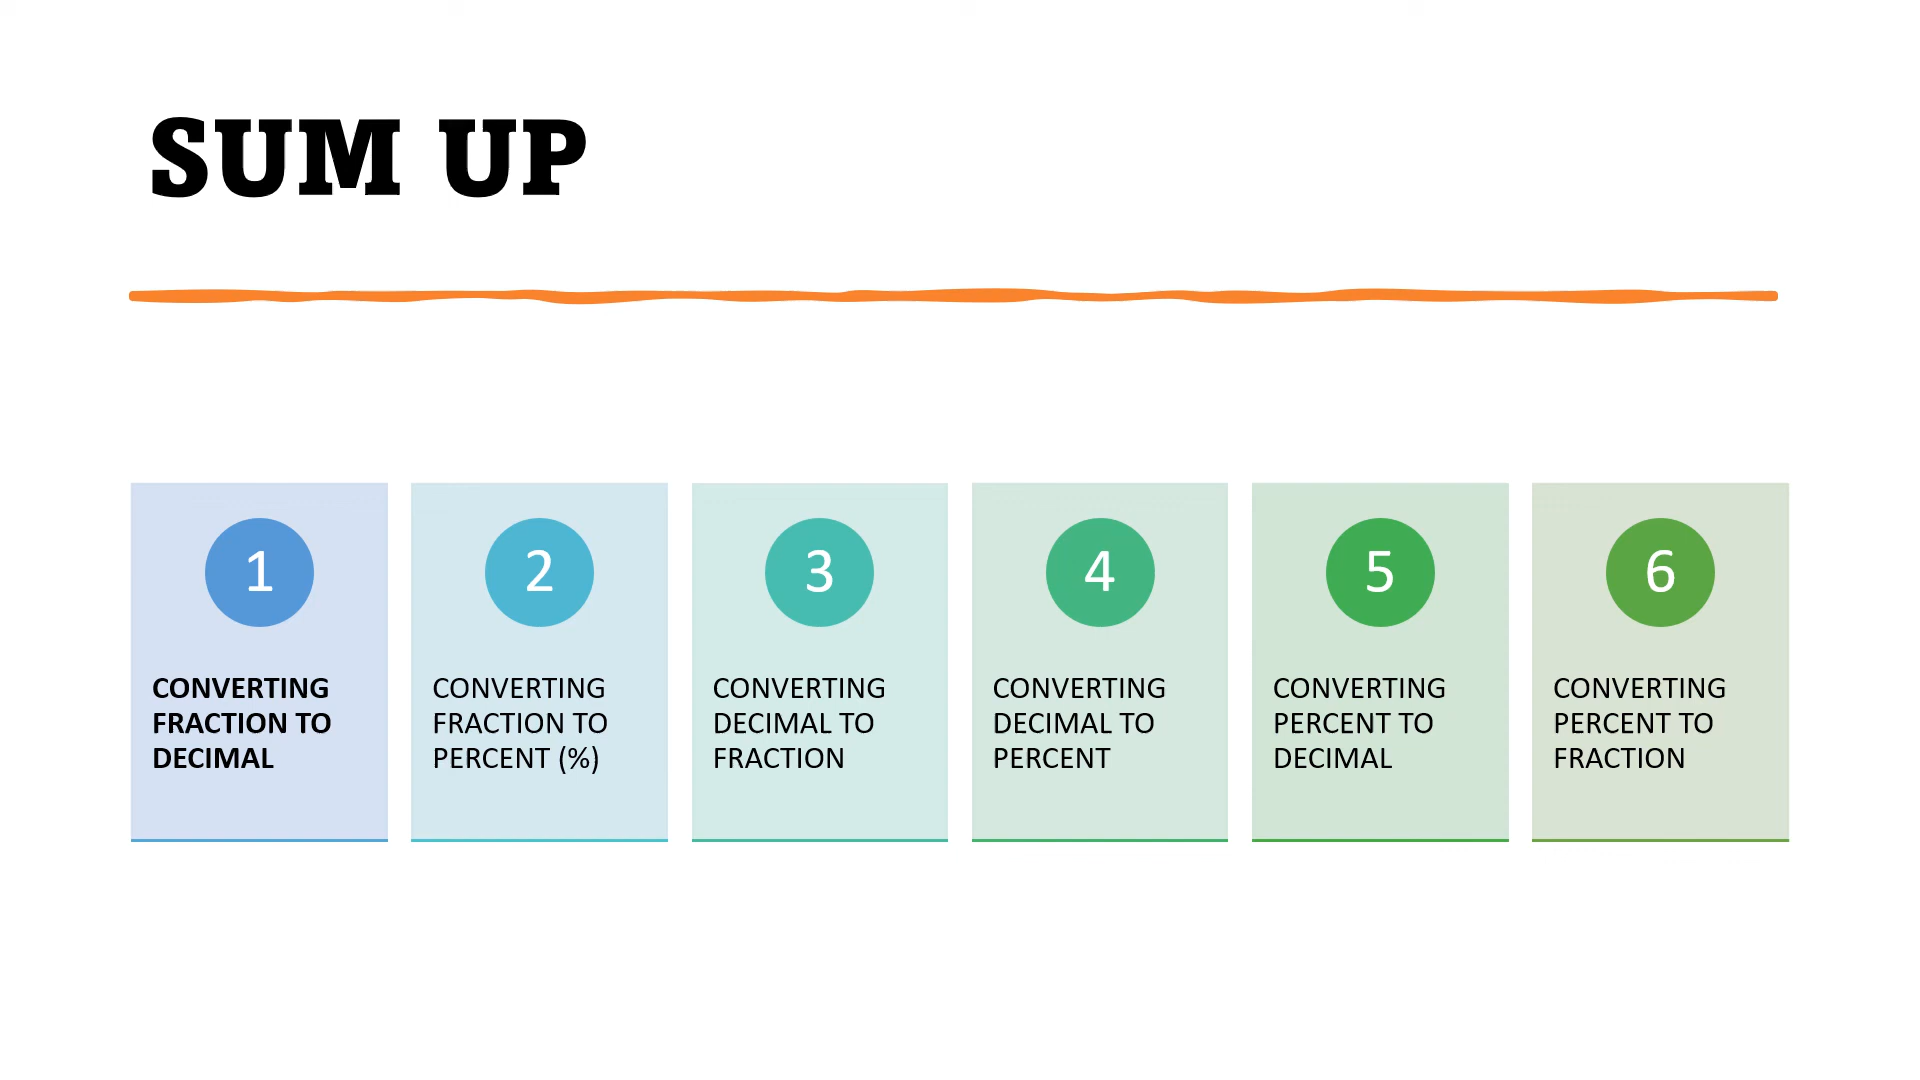 SUM UP
1
CONVERTING
FRACTION TO
DECIMAL
2
CONVERTING
FRACTION TO
PERCENT (%)
3
CONVERTING
DECIMAL TO
FRACTION
4
CONVERTING
DECIMAL TO
PERCENT
5
CONVERTING
PERCENT TO
DECIMAL
6
CONVERTING
PERCENT TO
FRACTION